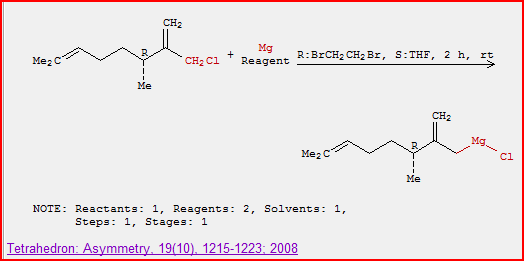 CH2
R
Me2C
CH2Cl
Me
+
Mg
Reagent
R:BrCH2CH2Br, S:THF, 2 h, rt
CH2
Mg
R
Cl
Me2C
Me
NOTE: Reactants: 1, Reagents: 2, Solvents: 1,
Steps: 1, Stages: 1
Tetrahedron: Asymmetry, 19(10), 1215-1223; 2008